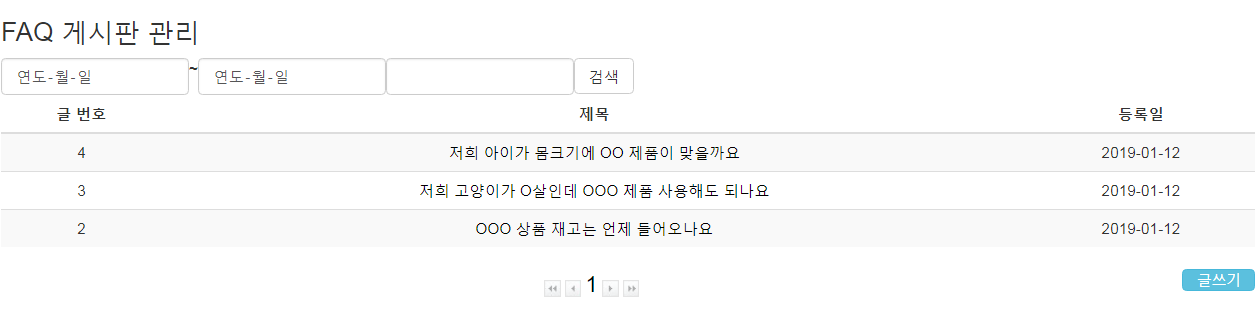 FAQ 게시판 관리
연도-월-일 ~ 연도-월-일 검색
글 번호 제목 등록일
4 저희 아이가 몸크기에 OO 제품이 맞을까요 2019-01-12
3 저희 고양이가 O살인데 OOO 제품 사용해도 되나요 2019-01-12
2 OOO 상품 재고는 언제 들어오나요 2019-01-12
1 글쓰기